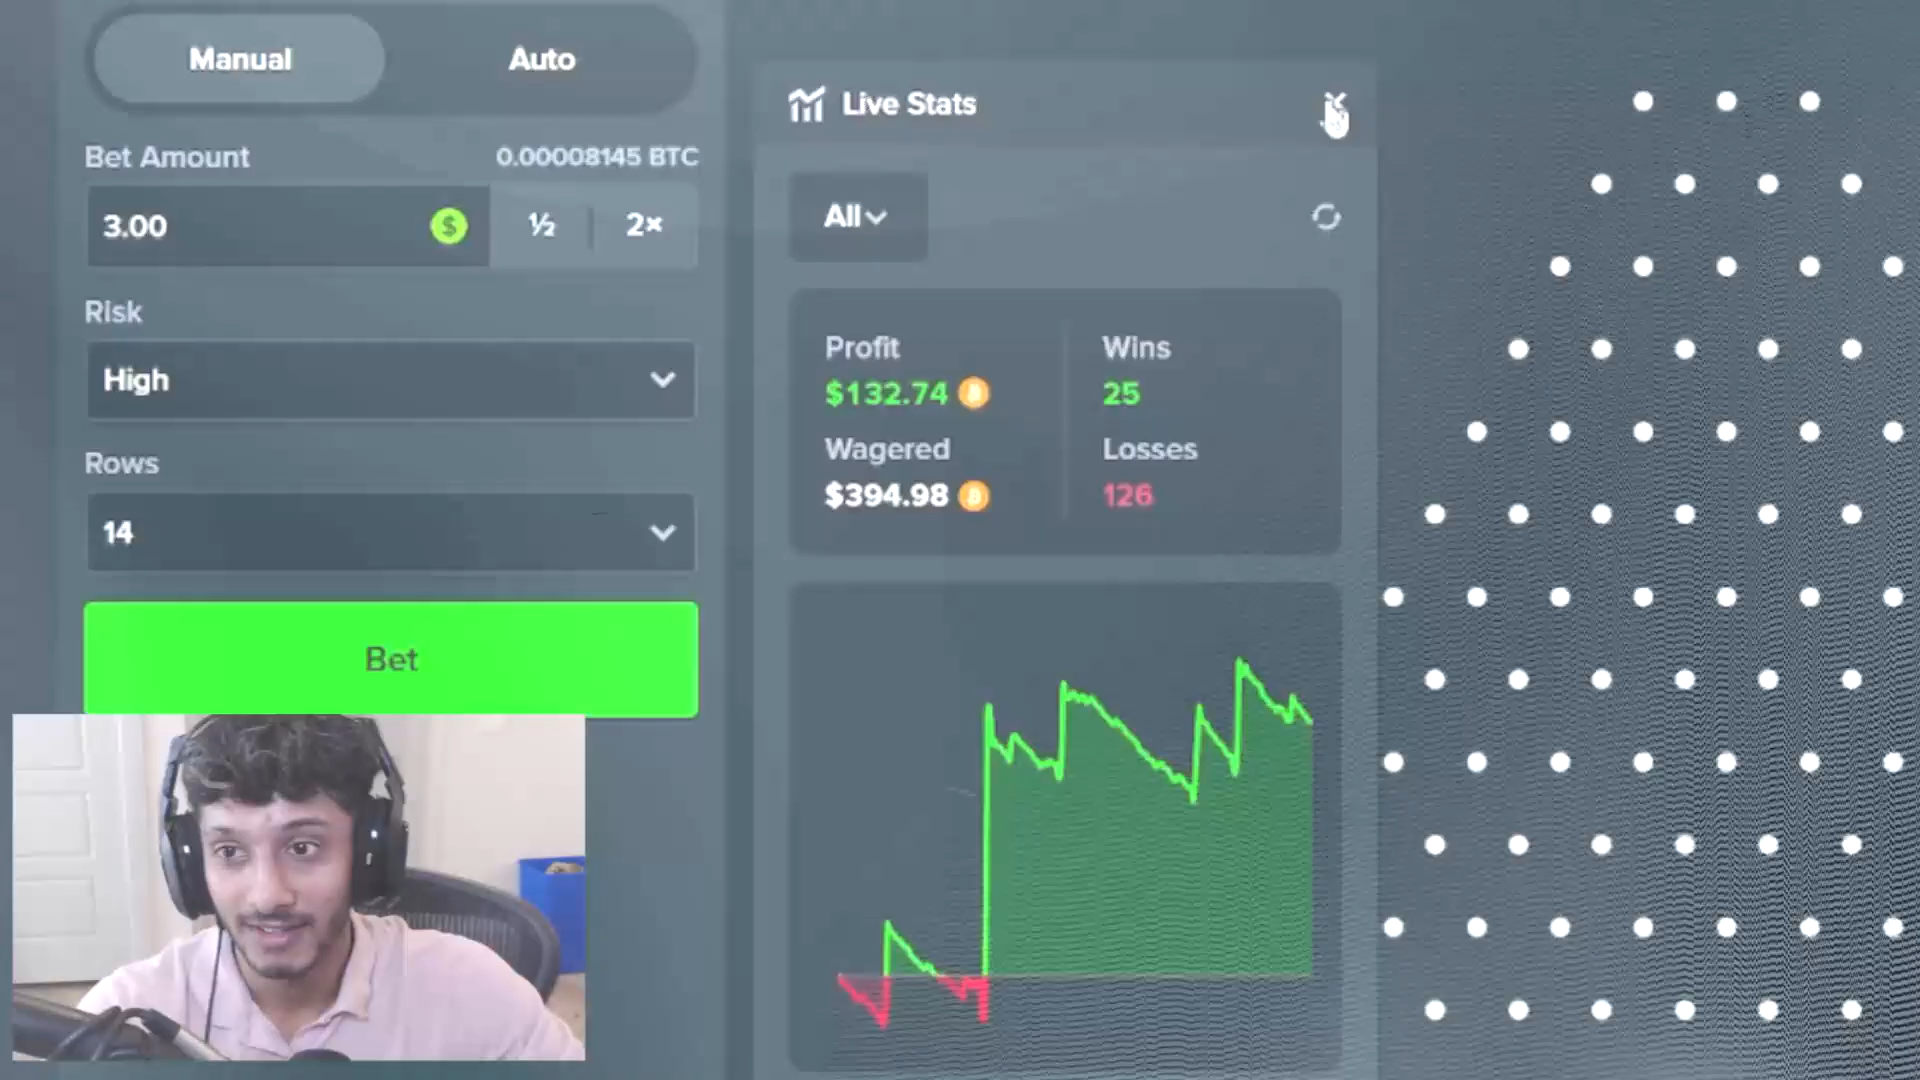 Manual
Auto
Bet Amount
0.00008145 BTC
3.00
$
½
2×
Risk
High
Rows
14
Bet
Live Stats
All
Profit
$132.74
Wins
25
Wagered
$394.98
Losses
126